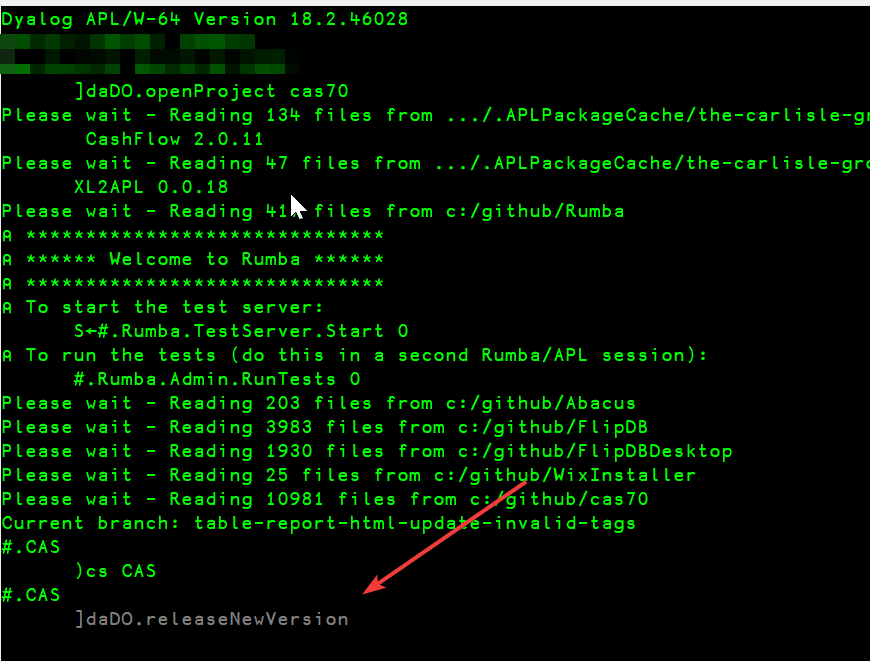 Dyalog APL/W-64 Version 18.2.46028
]daDO.openProject cas70
Please wait - Reading 134 files from .../.APLPackageCache/the-carlisle-gr
CashFlow 2.0.11
Please wait - Reading 47 files from .../.APLPackageCache/the-carlisle-gro
XL2APL 0.0.18
Please wait - Reading files from c:/github/Rumba
⍝ ******************************
⍝ ****** Welcome to Rumba ******
⍝ ******************************
⍝ To start the test server:
S←#.Rumba.TestServer.Start 0
⍝ To run the tests (do this in a second Rumba/APL session):
#.Rumba.Admin.RunTests 0
Please wait - Reading 203 files from c:/github/Abacus
Please wait - Reading 3983 files from c:/github/FlipDB
Please wait - Reading 1930 files from c:/github/FlipDBDesktop
Please wait - Reading 25 files from c:/github/WixInstaller
Please wait - Reading 10981 files from c:/github/cas70
Current branch: table-report-html-update-invalid-tags
#.CAS
)cs CAS
#.CAS
]daDO.releaseNewVersion